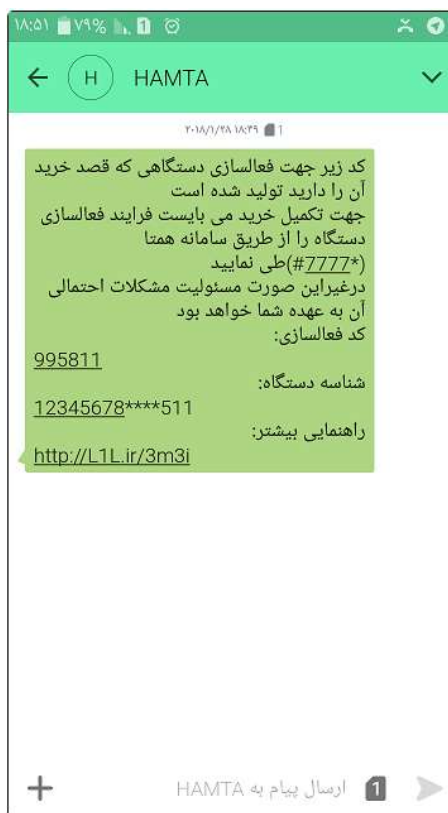 ۱۸:۵۱ ۷۹% 1
H HAMTA
۲۰۱۸/۱/۲۸ ۱۸:۴۹ 1
کد زیر جهت فعالسازی دستگاهی که قصد خرید
آن را دارید تولید شده است
جهت تکمیل خرید می بایست فرایند فعالسازی
دستگاه را از طریق سامانه همتا
(*7777#)طی نمایید
درغیراین صورت مسئولیت مشکلات احتمالی
آن به عهده شما خواهد بود
کد فعالسازی:
995811
شناسه دستگاه:
12345678****511
راهنمایی بیشتر:
http://L1L.ir/3m3i
ارسال پیام به HAMTA 1